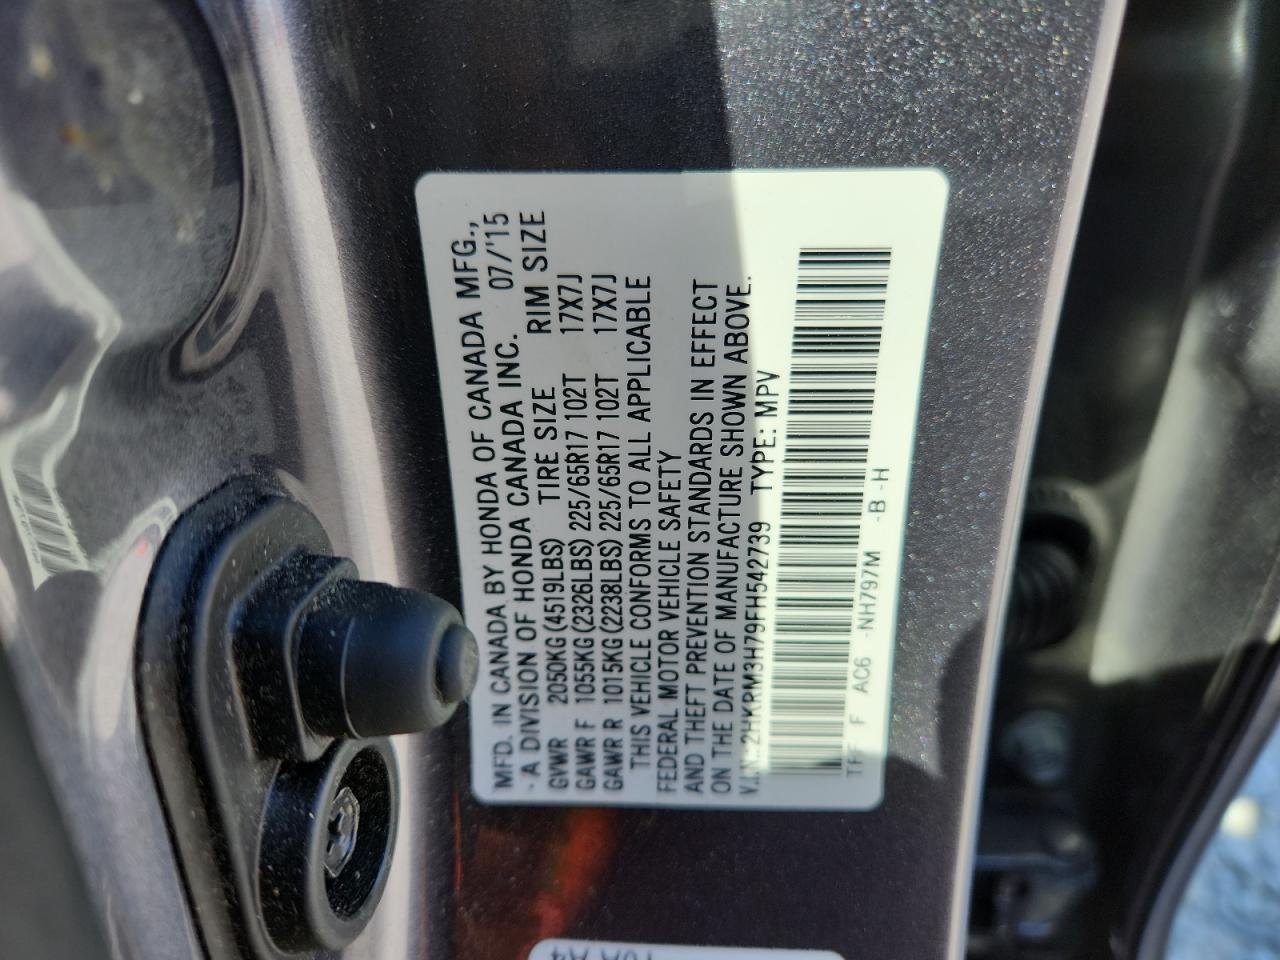 MFD. IN CANADA BY HONDA OF CANADA MFG.,
· A DIVISION OF HONDA CANADA INC. 07/'15
GVWR 2050KG (4519LBS) TIRE SIZE RIM SIZE
GAWR F 1055KG (2326LBS) 225/65R17 102T 17X7J
GAWR R 1015KG (2238LBS) 225/65R17 102T 17X7J
THIS VEHICLE CONFORMS TO ALL APPLICABLE
FEDERAL MOTOR VEHICLE SAFETY
AND THEFT PREVENTION STANDARDS IN EFFECT
ON THE DATE OF MANUFACTURE SHOWN ABOVE.
V.I.N.:2HKRM3H79FH542739 TYPE: MPV
F AC6 -NH797M -B-H